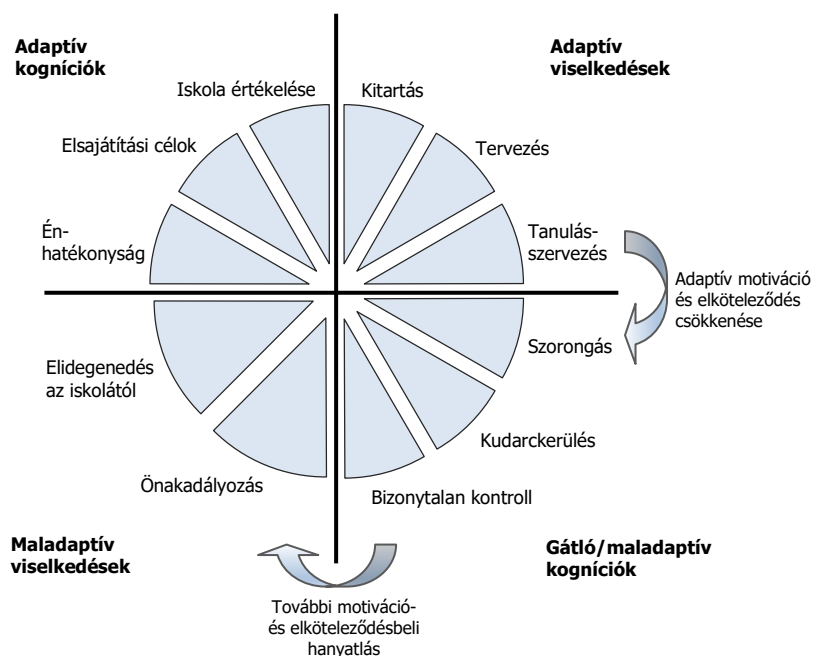 Adaptív
kogníciók
Adaptív
viselkedések
Iskola értékelése
Kitartás
Elsajátítási célok
Tervezés
Én-
hatékonyság
Tanulás-
szervezés
Adaptív motiváció
és elköteleződés
csökkenése
Szorongás
Elidegenedés
az iskolától
Kudarckerülés
Önakadályozás
Bizonytalan kontroll
Maladaptív
viselkedések
Gátló/maladaptív
kogníciók
További motiváció-
és elköteleződésbeli
hanyatlás